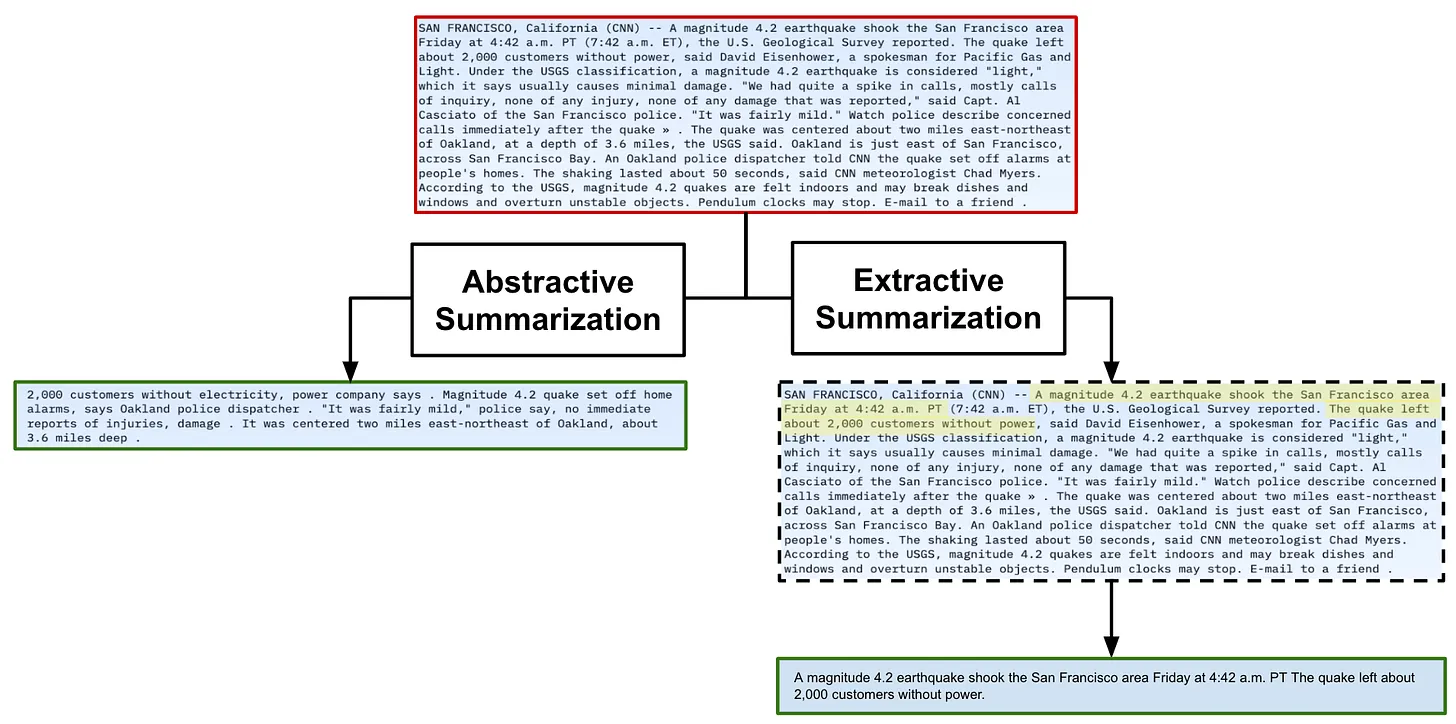 SAN FRANCISCO, California (CNN) -- A magnitude 4.2 earthquake shook the San Francisco area
Friday at 4:42 a.m. PT (7:42 a.m. ET), the U.S. Geological Survey reported. The quake left
about 2,000 customers without power, said David Eisenhower, a spokesman for Pacific Gas and
Light. Under the USGS classification, a magnitude 4.2 earthquake is considered "light,"
which it says usually causes minimal damage. "We had quite a spike in calls, mostly calls
of inquiry, none of any injury, none of any damage that was reported," said Capt. Al
Casciato of the San Francisco police. "It was fairly mild." Watch police describe concerned
calls immediately after the quake » . The quake was centered about two miles east-northeast
of Oakland, at a depth of 3.6 miles, the USGS said. Oakland is just east of San Francisco,
across San Francisco Bay. An Oakland police dispatcher told CNN the quake set off alarms at
people's homes. The shaking lasted about 50 seconds, said CNN meteorologist Chad Myers.
According to the USGS, magnitude 4.2 quakes are felt indoors and may break dishes and
windows and overturn unstable objects. Pendulum clocks may stop. E-mail to a friend .
Abstractive
Summarization
Extractive
Summarization
2,000 customers without electricity, power company says . Magnitude 4.2 quake set off home
alarms, says Oakland police dispatcher . "It was fairly mild," police say, no immediate
reports of injuries, damage . It was centered two miles east-northeast of Oakland, about
3.6 miles deep .
SAN FRANCISCO, California (CNN) -- A magnitude 4.2 earthquake shook the San Francisco area
Friday at 4:42 a.m. PT (7:42 a.m. ET), the U.S. Geological Survey reported. The quake left
about 2,000 customers without power, said David Eisenhower, a spokesman for Pacific Gas and
Light. Under the USGS classification, a magnitude 4.2 earthquake is considered "light,"
which it says usually causes minimal damage. "We had quite a spike in calls, mostly calls
of inquiry, none of any injury, none of any damage that was reported," said Capt. Al
Casciato of the San Francisco police. "It was fairly mild." Watch police describe concerned
calls immediately after the quake » . The quake was centered about two miles east-northeast
of Oakland, at a depth of 3.6 miles, the USGS said. Oakland is just east of San Francisco,
across San Francisco Bay. An Oakland police dispatcher told CNN the quake set off alarms at
people's homes. The shaking lasted about 50 seconds, said CNN meteorologist Chad Myers.
According to the USGS, magnitude 4.2 quakes are felt indoors and may break dishes and
windows and overturn unstable objects. Pendulum clocks may stop. E-mail to a friend .
A magnitude 4.2 earthquake shook the San Francisco area Friday at 4:42 a.m. PT The quake left about
2,000 customers without power.